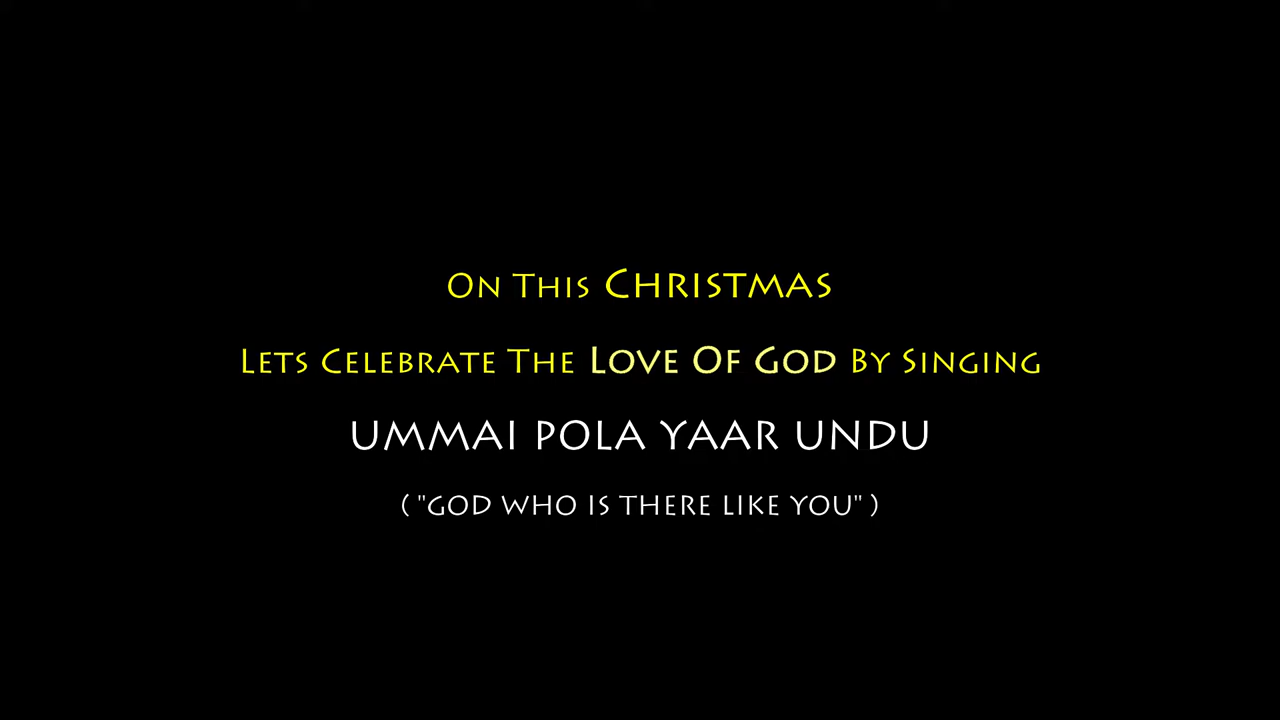 On This Christmas
Lets Celebrate The Love Of God By Singing
UMMAI POLA YAAR UNDU
( "GOD WHO IS THERE LIKE YOU" )